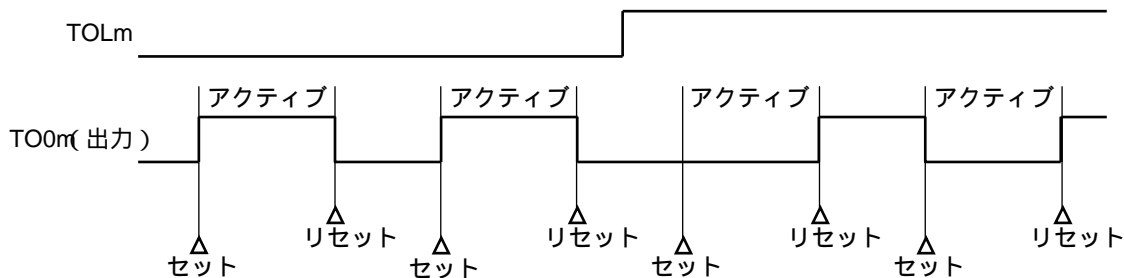 TOLm
アクティブ アクティブ アクティブ アクティブ
TO0m(出力)
リセット リセット リセット リセット
セット セット セット セット